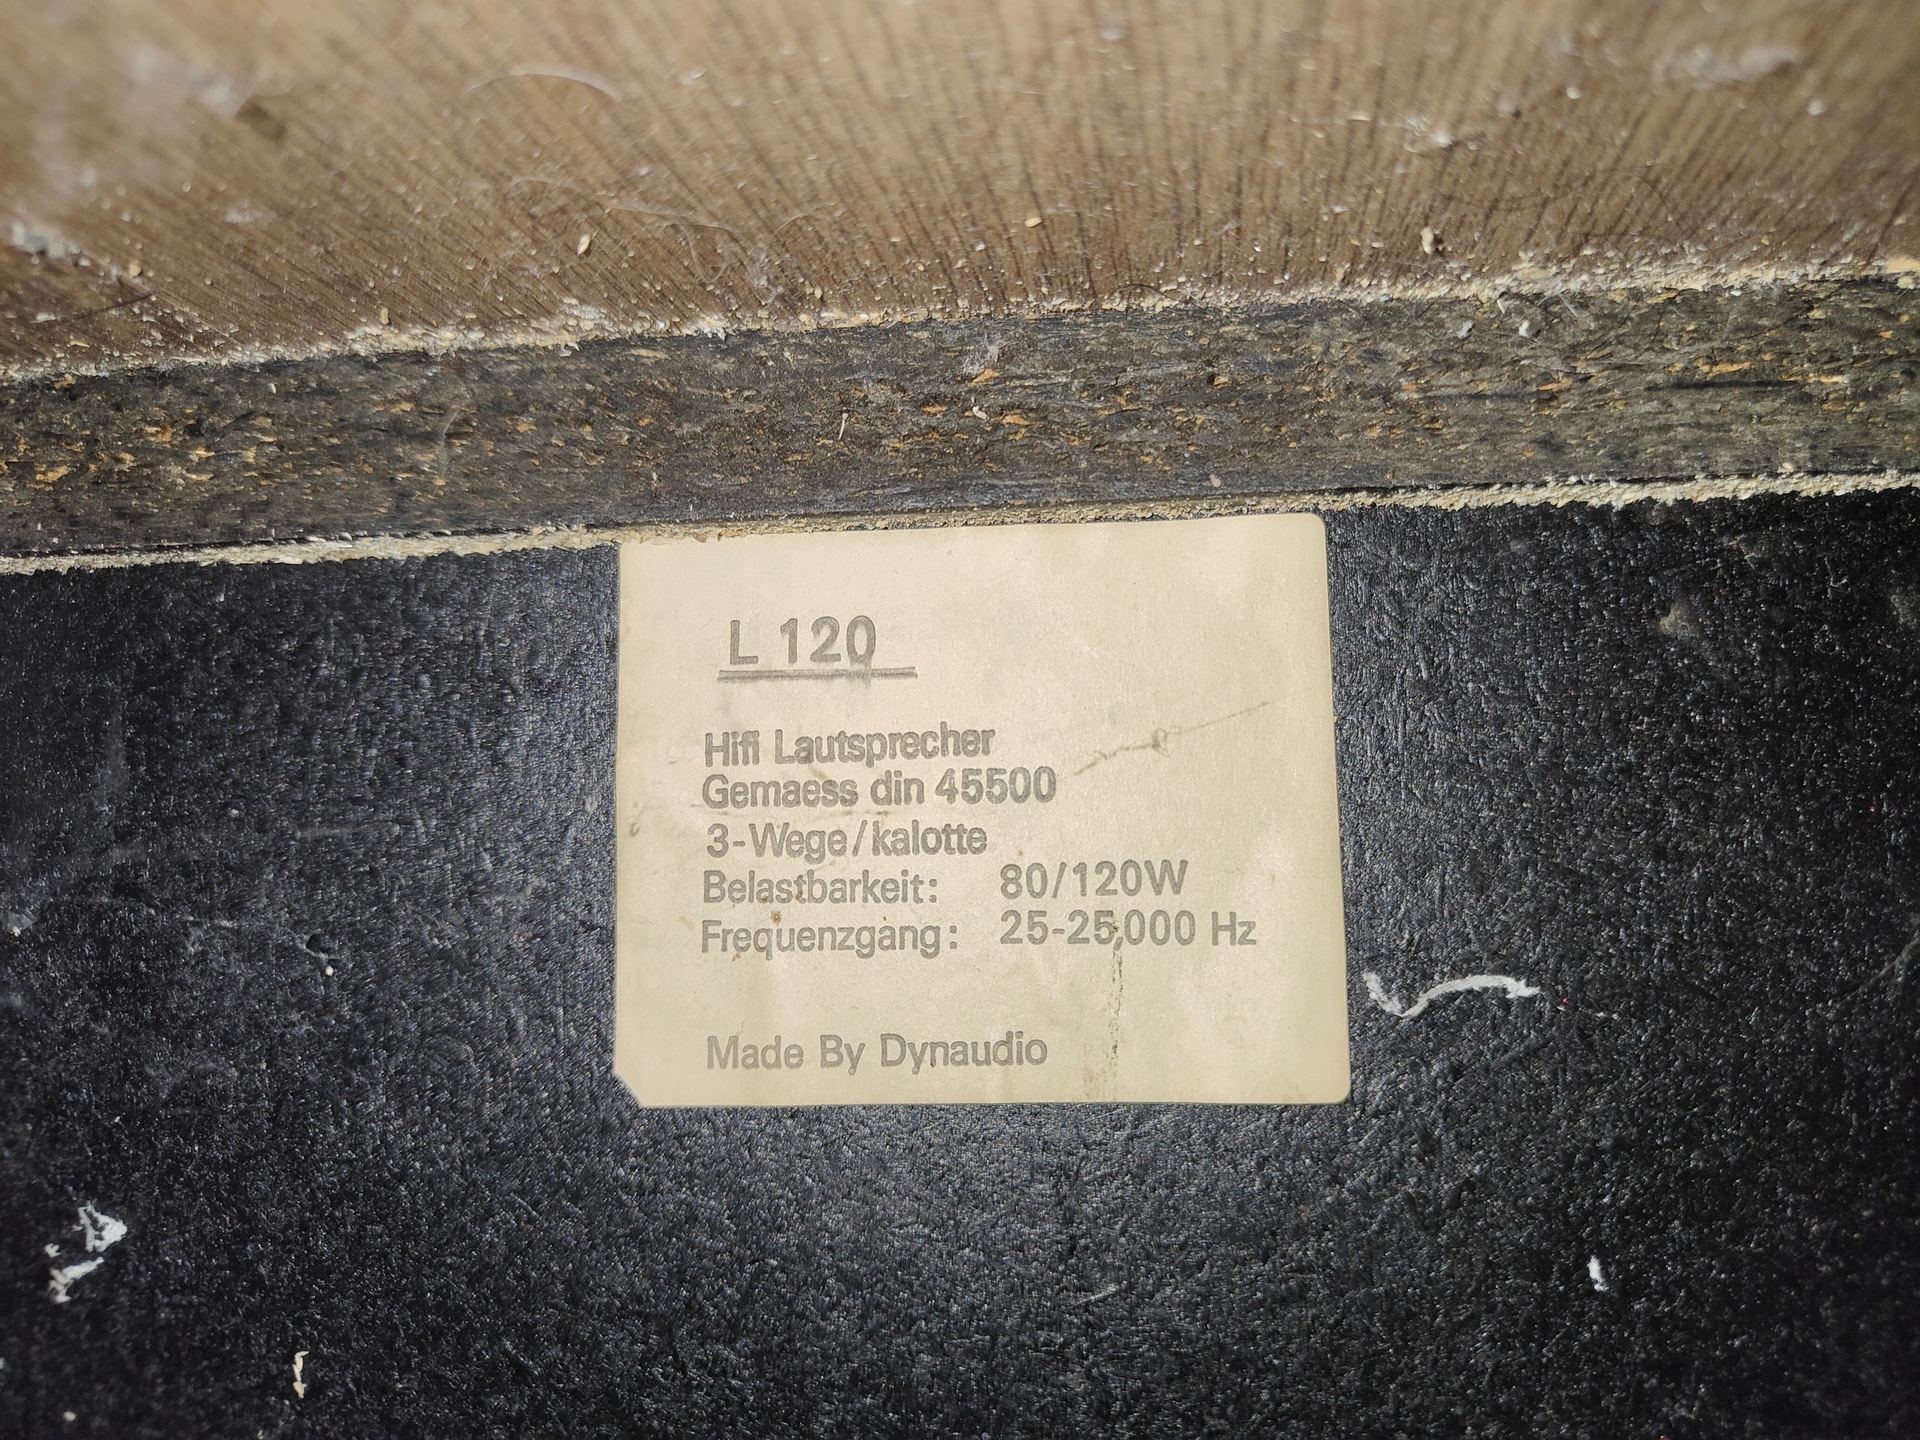 L 120
Hifi Lautsprecher
Gemaess din 45500
3-Wege/kalotte
Belastbarkeit: 80/120W
Frequenzgang: 25-25,000 Hz
Made By Dynaudio